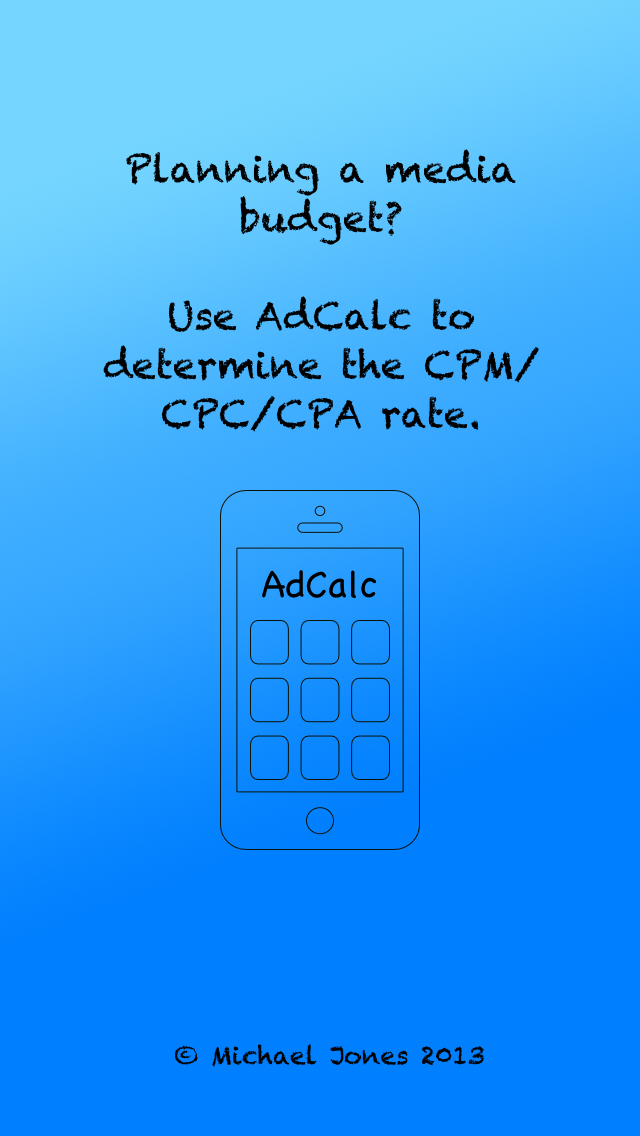 Planning a media
budget?
Use AdCalc to
determine the CPM/
CPC/CPA rate.
AdCalc
© Michael Jones 2013